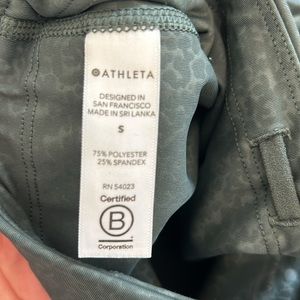 ATHLETA
DESIGNED IN
SAN FRANCISCO
MADE IN SRI LANKA
S
75% POLYESTER
25% SPANDEX
RN 54023
Certified
B
Corporation